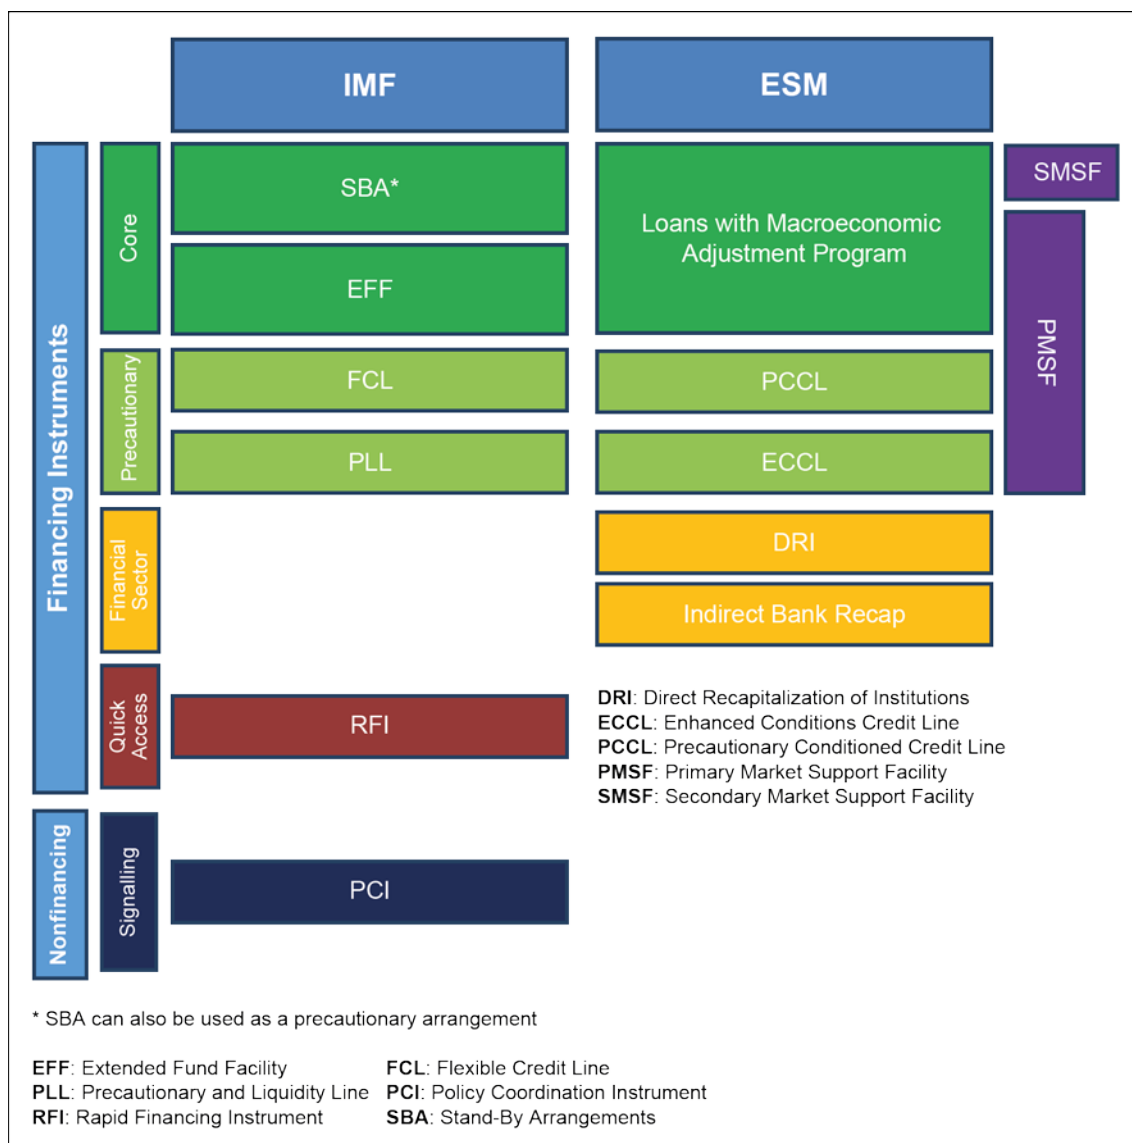 IMF
ESM
Financing Instruments
Core
SBA*
EFF
Loans with Macroeconomic
Adjustment Program
SMSF
PMSF
Precautionary
FCL
PCCL
PLL
ECCL
Financial
Sector
DRI
Indirect Bank Recap
Quick
Access
RFI
DRI: Direct Recapitalization of Institutions
ECCL: Enhanced Conditions Credit Line
PCCL: Precautionary Conditioned Credit Line
PMSF: Primary Market Support Facility
SMSF: Secondary Market Support Facility
Nonfinancing
Signalling
PCI
* SBA can also be used as a precautionary arrangement
EFF: Extended Fund Facility
FCL: Flexible Credit Line
PLL: Precautionary and Liquidity Line
PCI: Policy Coordination Instrument
RFI: Rapid Financing Instrument
SBA: Stand-By Arrangements